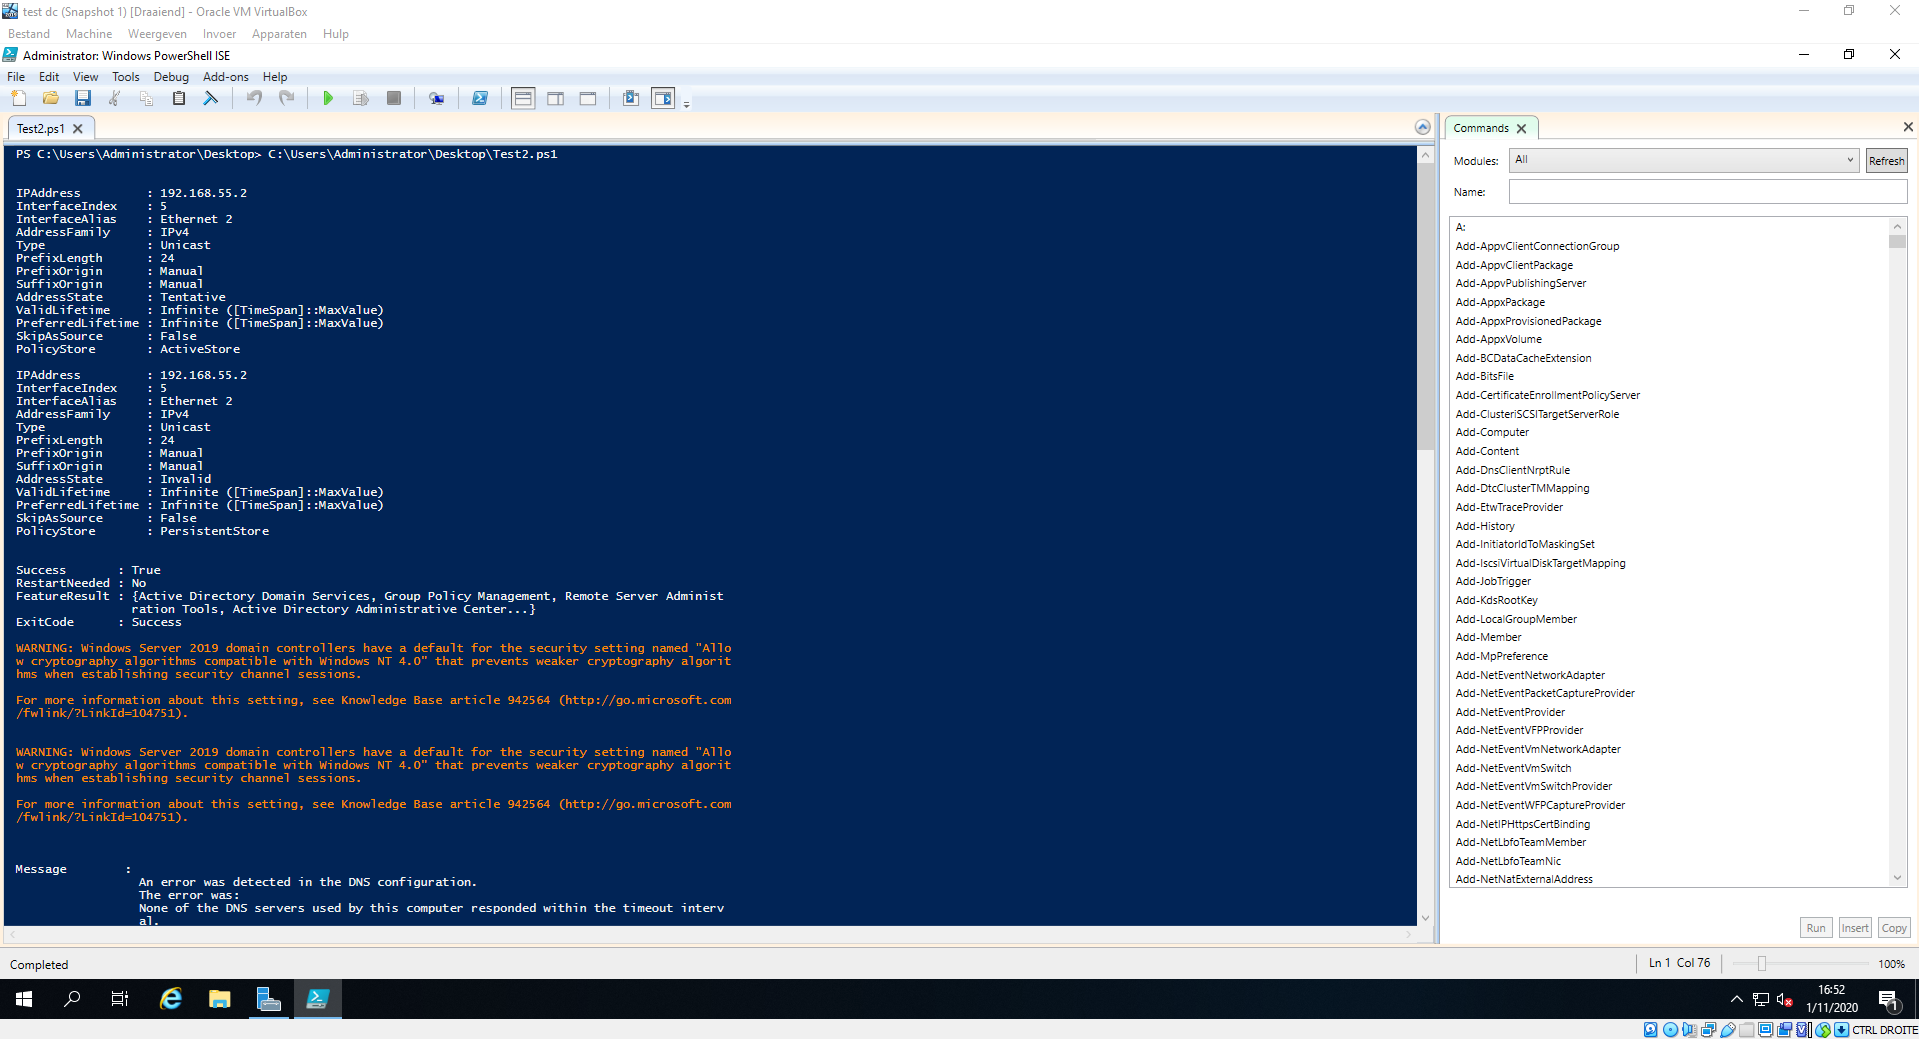 test dc (Snapshot 1) [Draaiend] - Oracle VM VirtualBox
Bestand Machine Weergeven Invoer Apparaten Hulp
Administrator: Windows PowerShell ISE
File Edit View Tools Debug Add-ons Help
Test2.ps1
PS C:\Users\Administrator\Desktop> C:\Users\Administrator\Desktop\Test2.ps1
IPAddress : 192.168.55.2
InterfaceIndex : 5
InterfaceAlias : Ethernet 2
AddressFamily : IPv4
Type : Unicast
PrefixLength : 24
PrefixOrigin : Manual
SuffixOrigin : Manual
AddressState : Tentative
ValidLifetime : Infinite ([TimeSpan]::MaxValue)
PreferredLifetime : Infinite ([TimeSpan]::MaxValue)
SkipAsSource : False
PolicyStore : ActiveStore
IPAddress : 192.168.55.2
InterfaceIndex : 5
InterfaceAlias : Ethernet 2
AddressFamily : IPv4
Type : Unicast
PrefixLength : 24
PrefixOrigin : Manual
SuffixOrigin : Manual
AddressState : Invalid
ValidLifetime : Infinite ([TimeSpan]::MaxValue)
PreferredLifetime : Infinite ([TimeSpan]::MaxValue)
SkipAsSource : False
PolicyStore : PersistentStore
Success : True
RestartNeeded : No
FeatureResult : {Active Directory Domain Services, Group Policy Management, Remote Server Administ
ration Tools, Active Directory Administrative Center...}
ExitCode : Success
WARNING: Windows Server 2019 domain controllers have a default for the security setting named "Allo
w cryptography algorithms compatible with Windows NT 4.0" that prevents weaker cryptography algorit
hms when establishing security channel sessions.
For more information about this setting, see Knowledge Base article 942564 (http://go.microsoft.com
/fwlink/?LinkId=104751).
WARNING: Windows Server 2019 domain controllers have a default for the security setting named "Allo
w cryptography algorithms compatible with Windows NT 4.0" that prevents weaker cryptography algorit
hms when establishing security channel sessions.
For more information about this setting, see Knowledge Base article 942564 (http://go.microsoft.com
/fwlink/?LinkId=104751).
Message :
An error was detected in the DNS configuration.
The error was:
None of the DNS servers used by this computer responded within the timeout interv
al.
Commands
Modules: All Refresh
Name:
A:
Add-AppvClientConnectionGroup
Add-AppvClientPackage
Add-AppvPublishingServer
Add-AppxPackage
Add-AppxProvisionedPackage
Add-AppxVolume
Add-BCDataCacheExtension
Add-BitsFile
Add-CertificateEnrollmentPolicyServer
Add-ClusteriSCSITargetServerRole
Add-Computer
Add-Content
Add-DnsClientNrptRule
Add-DtcClusterTMMapping
Add-EtwTraceProvider
Add-History
Add-InitiatorIdToMaskingSet
Add-IscsiVirtualDiskTargetMapping
Add-JobTrigger
Add-KdsRootKey
Add-LocalGroupMember
Add-Member
Add-MpPreference
Add-NetEventNetworkAdapter
Add-NetEventPacketCaptureProvider
Add-NetEventProvider
Add-NetEventVFPProvider
Add-NetEventVmNetworkAdapter
Add-NetEventVmSwitch
Add-NetEventVmSwitchProvider
Add-NetEventWFPCaptureProvider
Add-NetIPHttpsCertBinding
Add-NetLbfoTeamMember
Add-NetLbfoTeamNic
Add-NetNatExternalAddress
Run Insert Copy
Completed
Ln 1 Col 76
100%
16:52
1/11/2020
1
CTRL DROITE